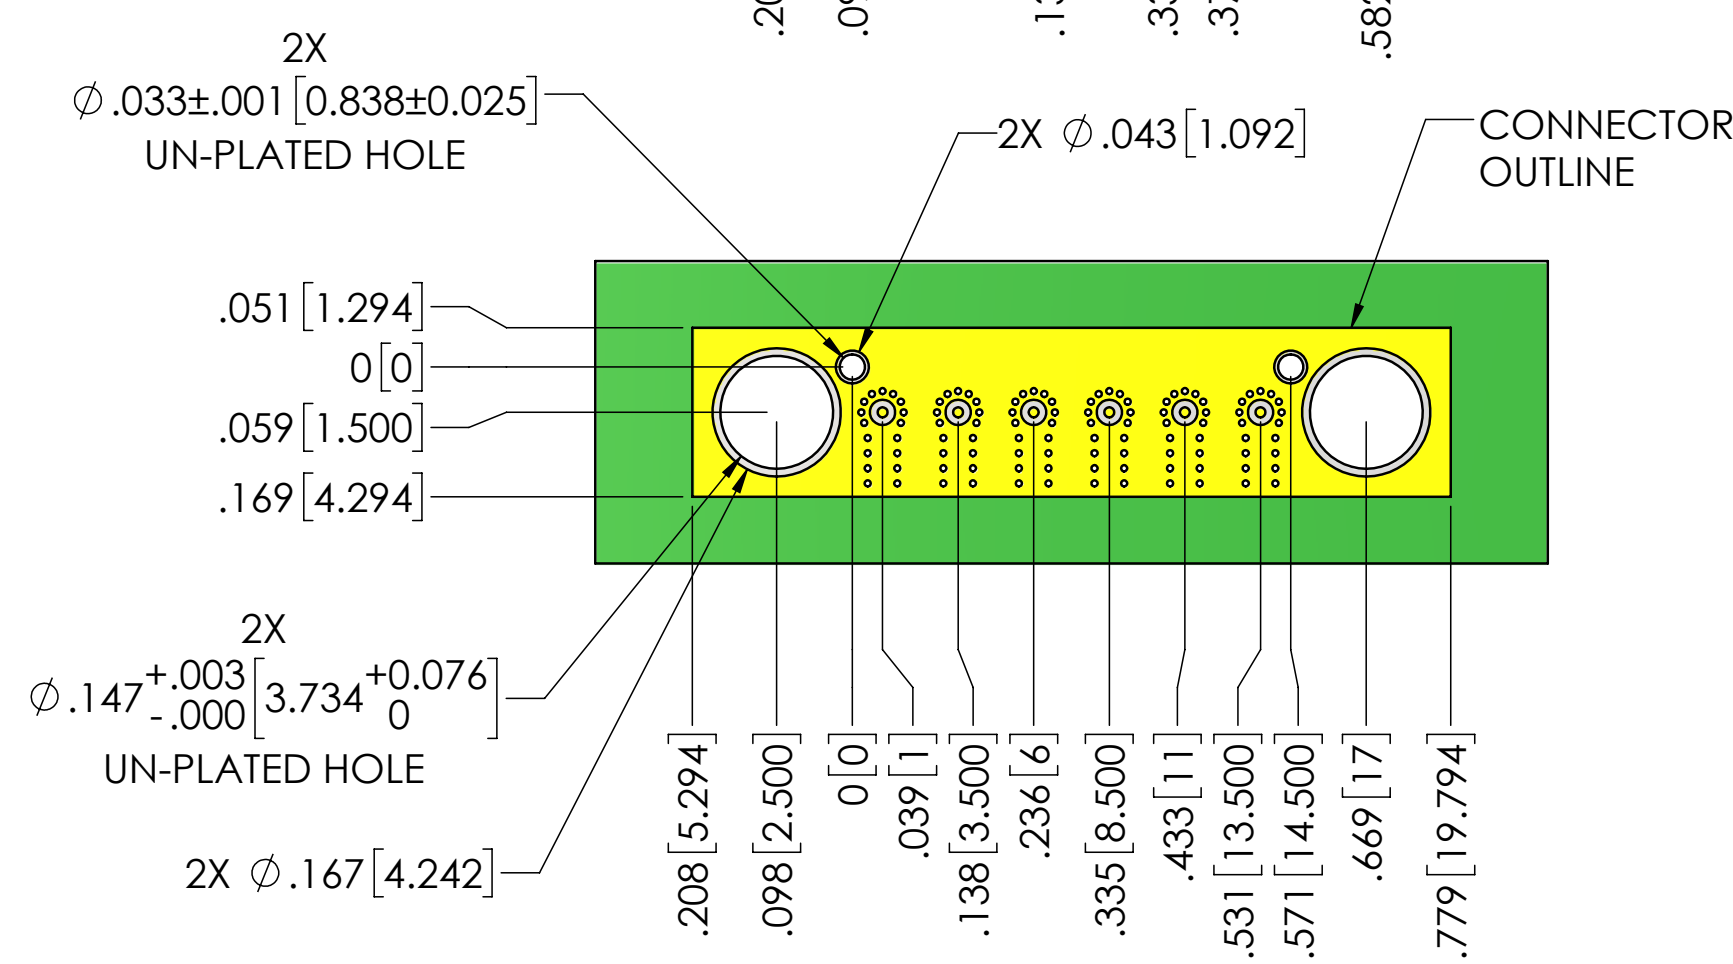 2X
∅ .033±.001 [0.838±0.025]
UN-PLATED HOLE
2X ∅ .043 [1.092]
CONNECTOR
OUTLINE
.051 [1.294]
0 [0]
.059 [1.500]
.169 [4.294]
2X
∅ .147 +.003 -.000 [3.734 +0.076 0]
UN-PLATED HOLE
2X ∅ .167 [4.242]
.208 [5.294]
.098 [2.500]
0 [0]
.039 [1]
.138 [3.500]
.236 [6]
.335 [8.500]
.433 [11]
.531 [13.500]
.571 [14.500]
.669 [17]
.779 [19.794]